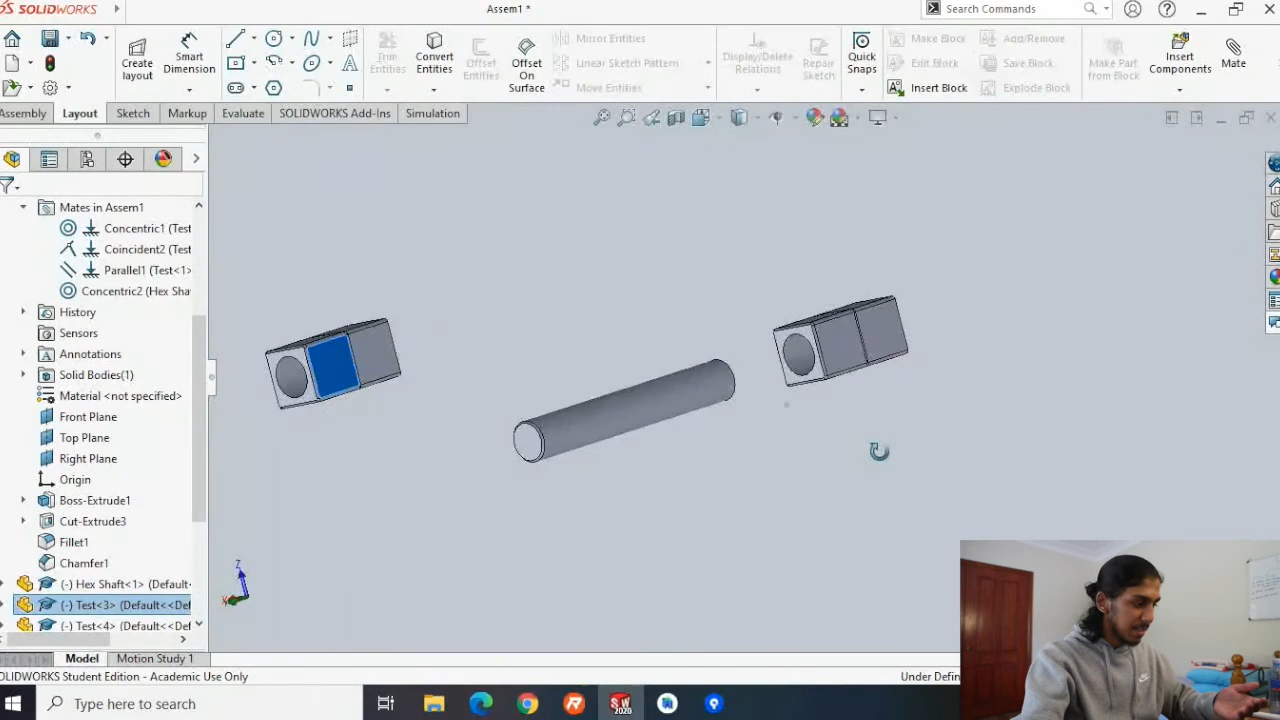 SOLIDWORKS
Assem1 *
Search Commands
Create layout
Smart Dimension
Trim Entities
Convert Entities
Offset Entities
Offset On Surface
Mirror Entities
Linear Sketch Pattern
Move Entities
Display/Delete Relations
Repair Sketch
Quick Snaps
Make Block
Edit Block
Insert Block
Add/Remove
Save Block
Explode Block
Make Part from Block
Insert Components
Mate
Assembly
Layout
Sketch
Markup
Evaluate
SOLIDWORKS Add-Ins
Simulation
Mates in Assem1
Concentric1 (Test
Coincident2 (Test
Parallel1 (Test<1>
Concentric2 (Hex Sha
History
Sensors
Annotations
Solid Bodies(1)
Material <not specified>
Front Plane
Top Plane
Right Plane
Origin
Boss-Extrude1
Cut-Extrude3
Fillet1
Chamfer1
(-) Hex Shaft<1> (Default
(-) Test<3> (Default<<Def
(-) Test<4> (Default<<Def
Z
X
Model
Motion Study 1
OLIDWORKS Student Edition - Academic Use Only
Under Defin
Type here to search
SW
2020